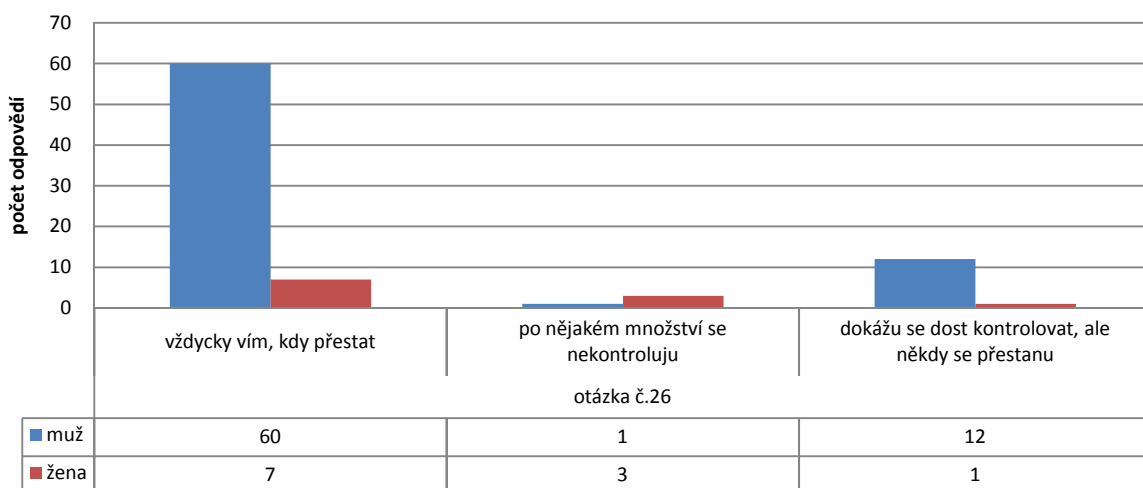 70
60
50
40
30
20
10
0
počet odpovědí
vždycky vím, kdy přestat
po nějakém množství se
nekontroluju
dokážu se dost kontrolovat, ale
někdy se přestanu
otázka č.26
muž 60 1 12
žena 7 3 1